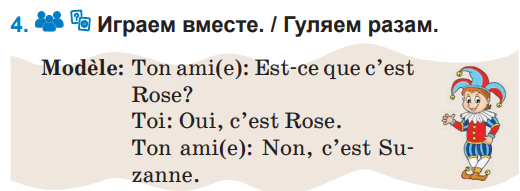 4. Играем вместе. / Гуляем разам.
Modèle: Ton ami(e): Est-ce que c’est
Rose?
Toi: Oui, c’est Rose.
Ton ami(e): Non, c’est Su-
zanne.